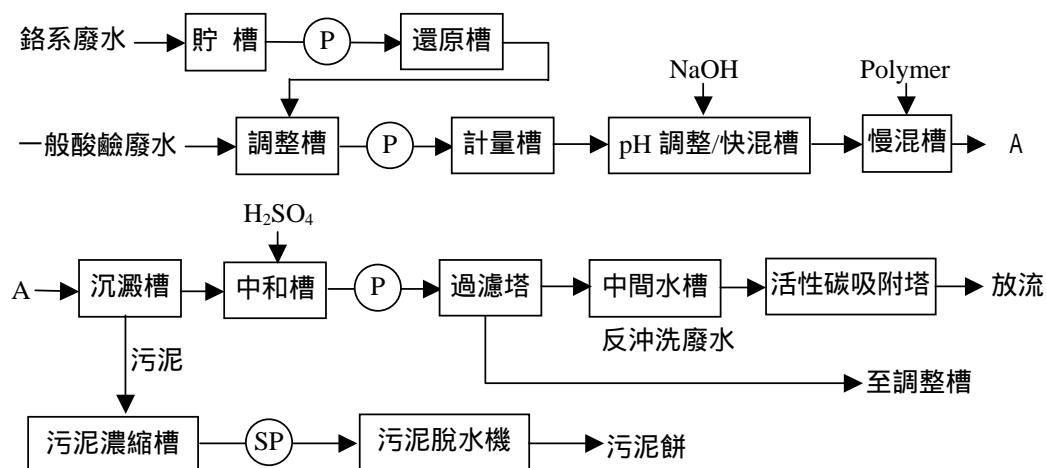 鉻系廢水 貯 槽 P 還原槽
NaOH Polymer
一般酸鹼廢水 調整槽 P 計量槽 pH 調整/快混槽 慢混槽 A
H₂SO₄
A 沉澱槽 中和槽 P 過濾塔 中間水槽 活性碳吸附塔 放流
反沖洗廢水
污泥
至調整槽
污泥濃縮槽 SP 污泥脫水機 污泥餅